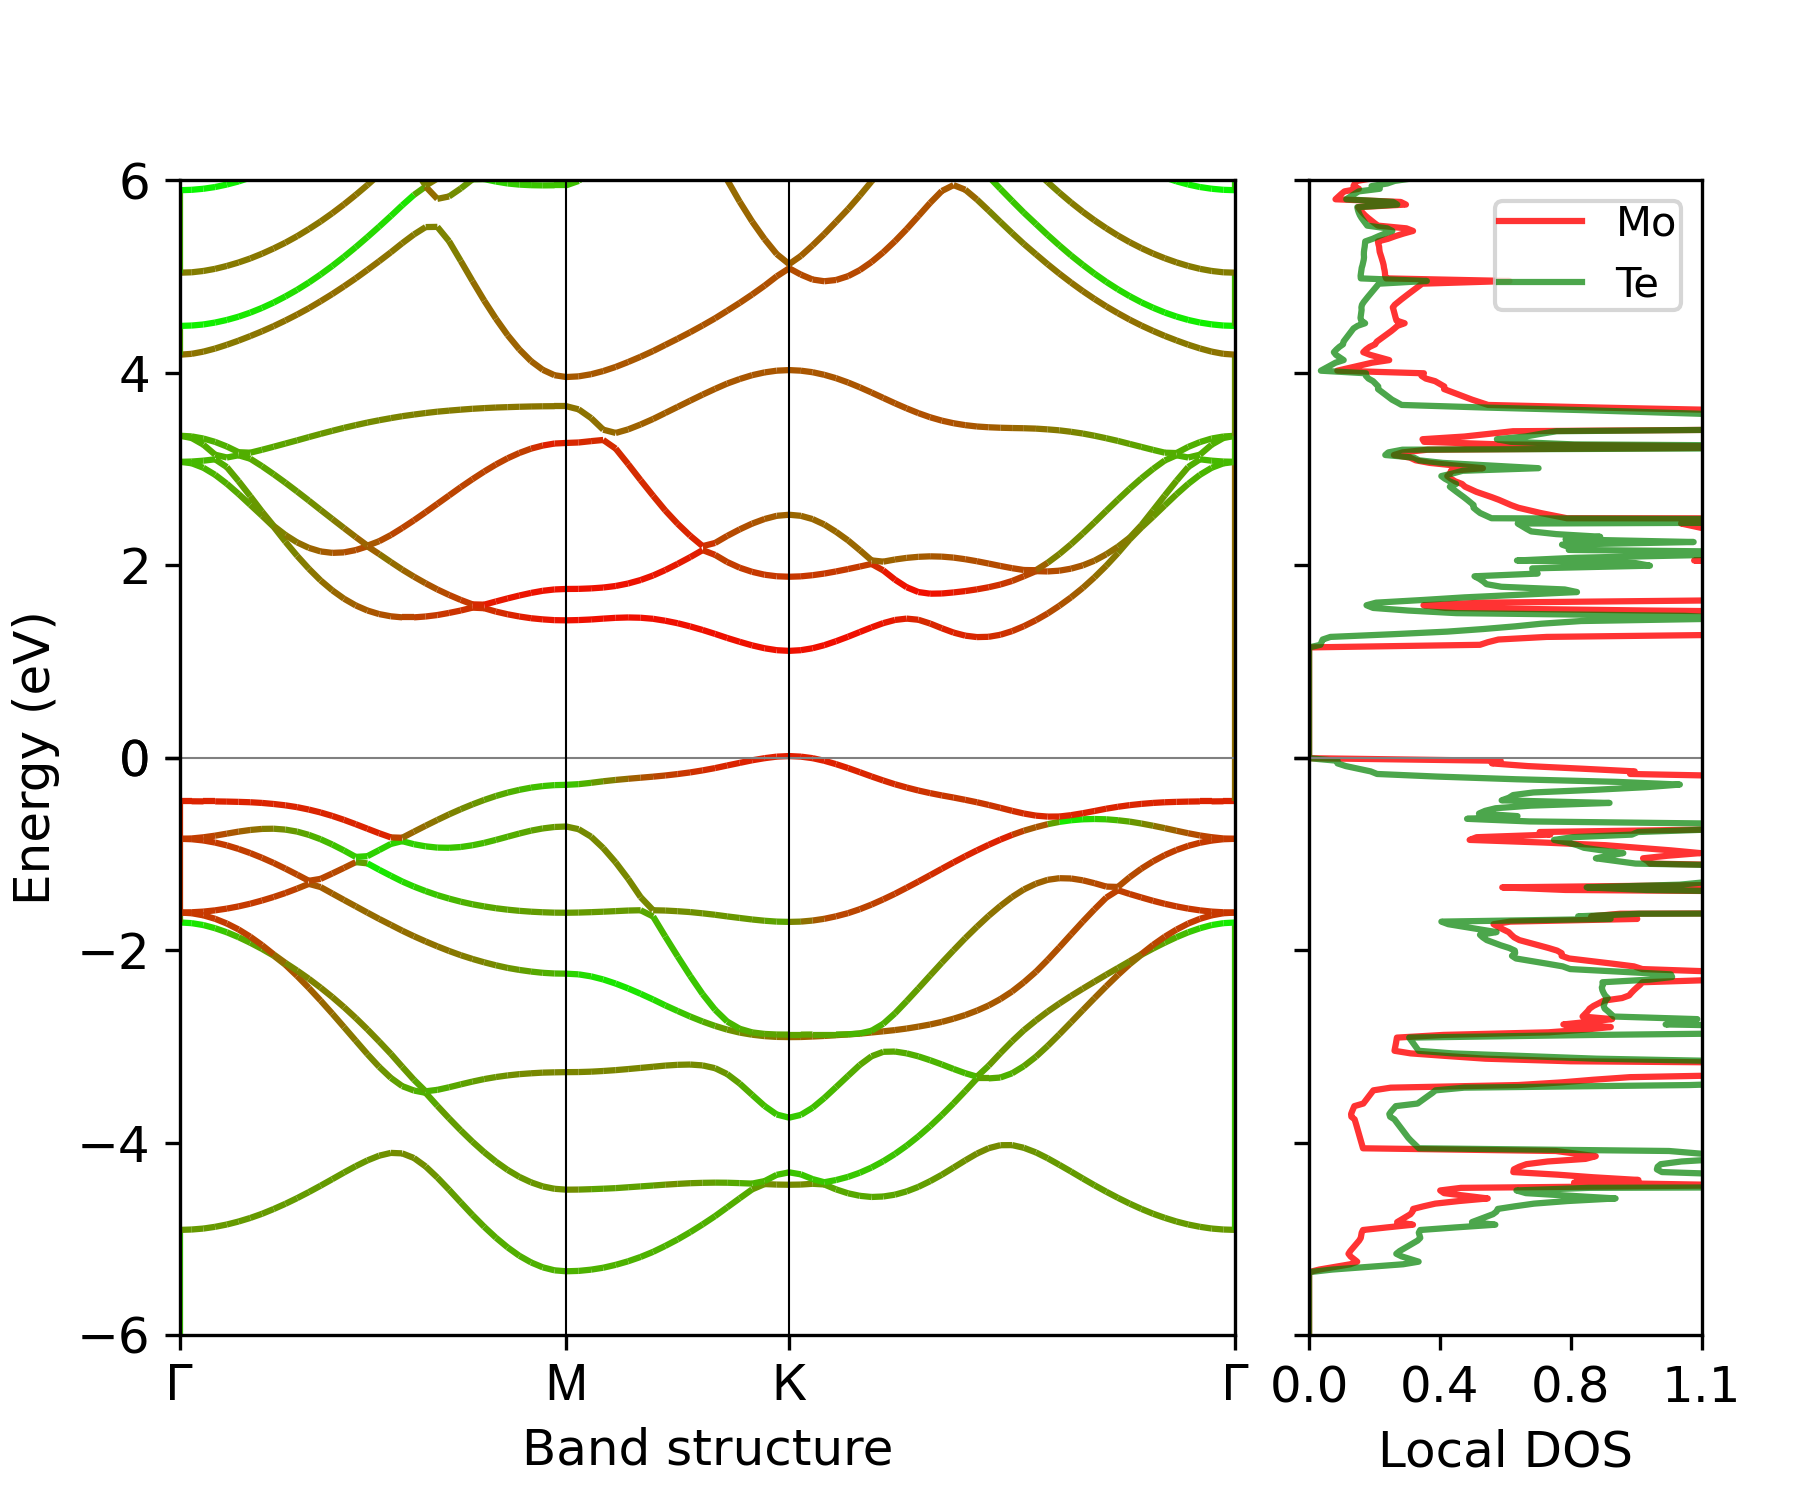 6
4
2
0
−2
−4
−6
Energy (eV)
Γ
M
K
Γ
Band structure
Mo
Te
0.0
0.4
0.8
1.1
Local DOS